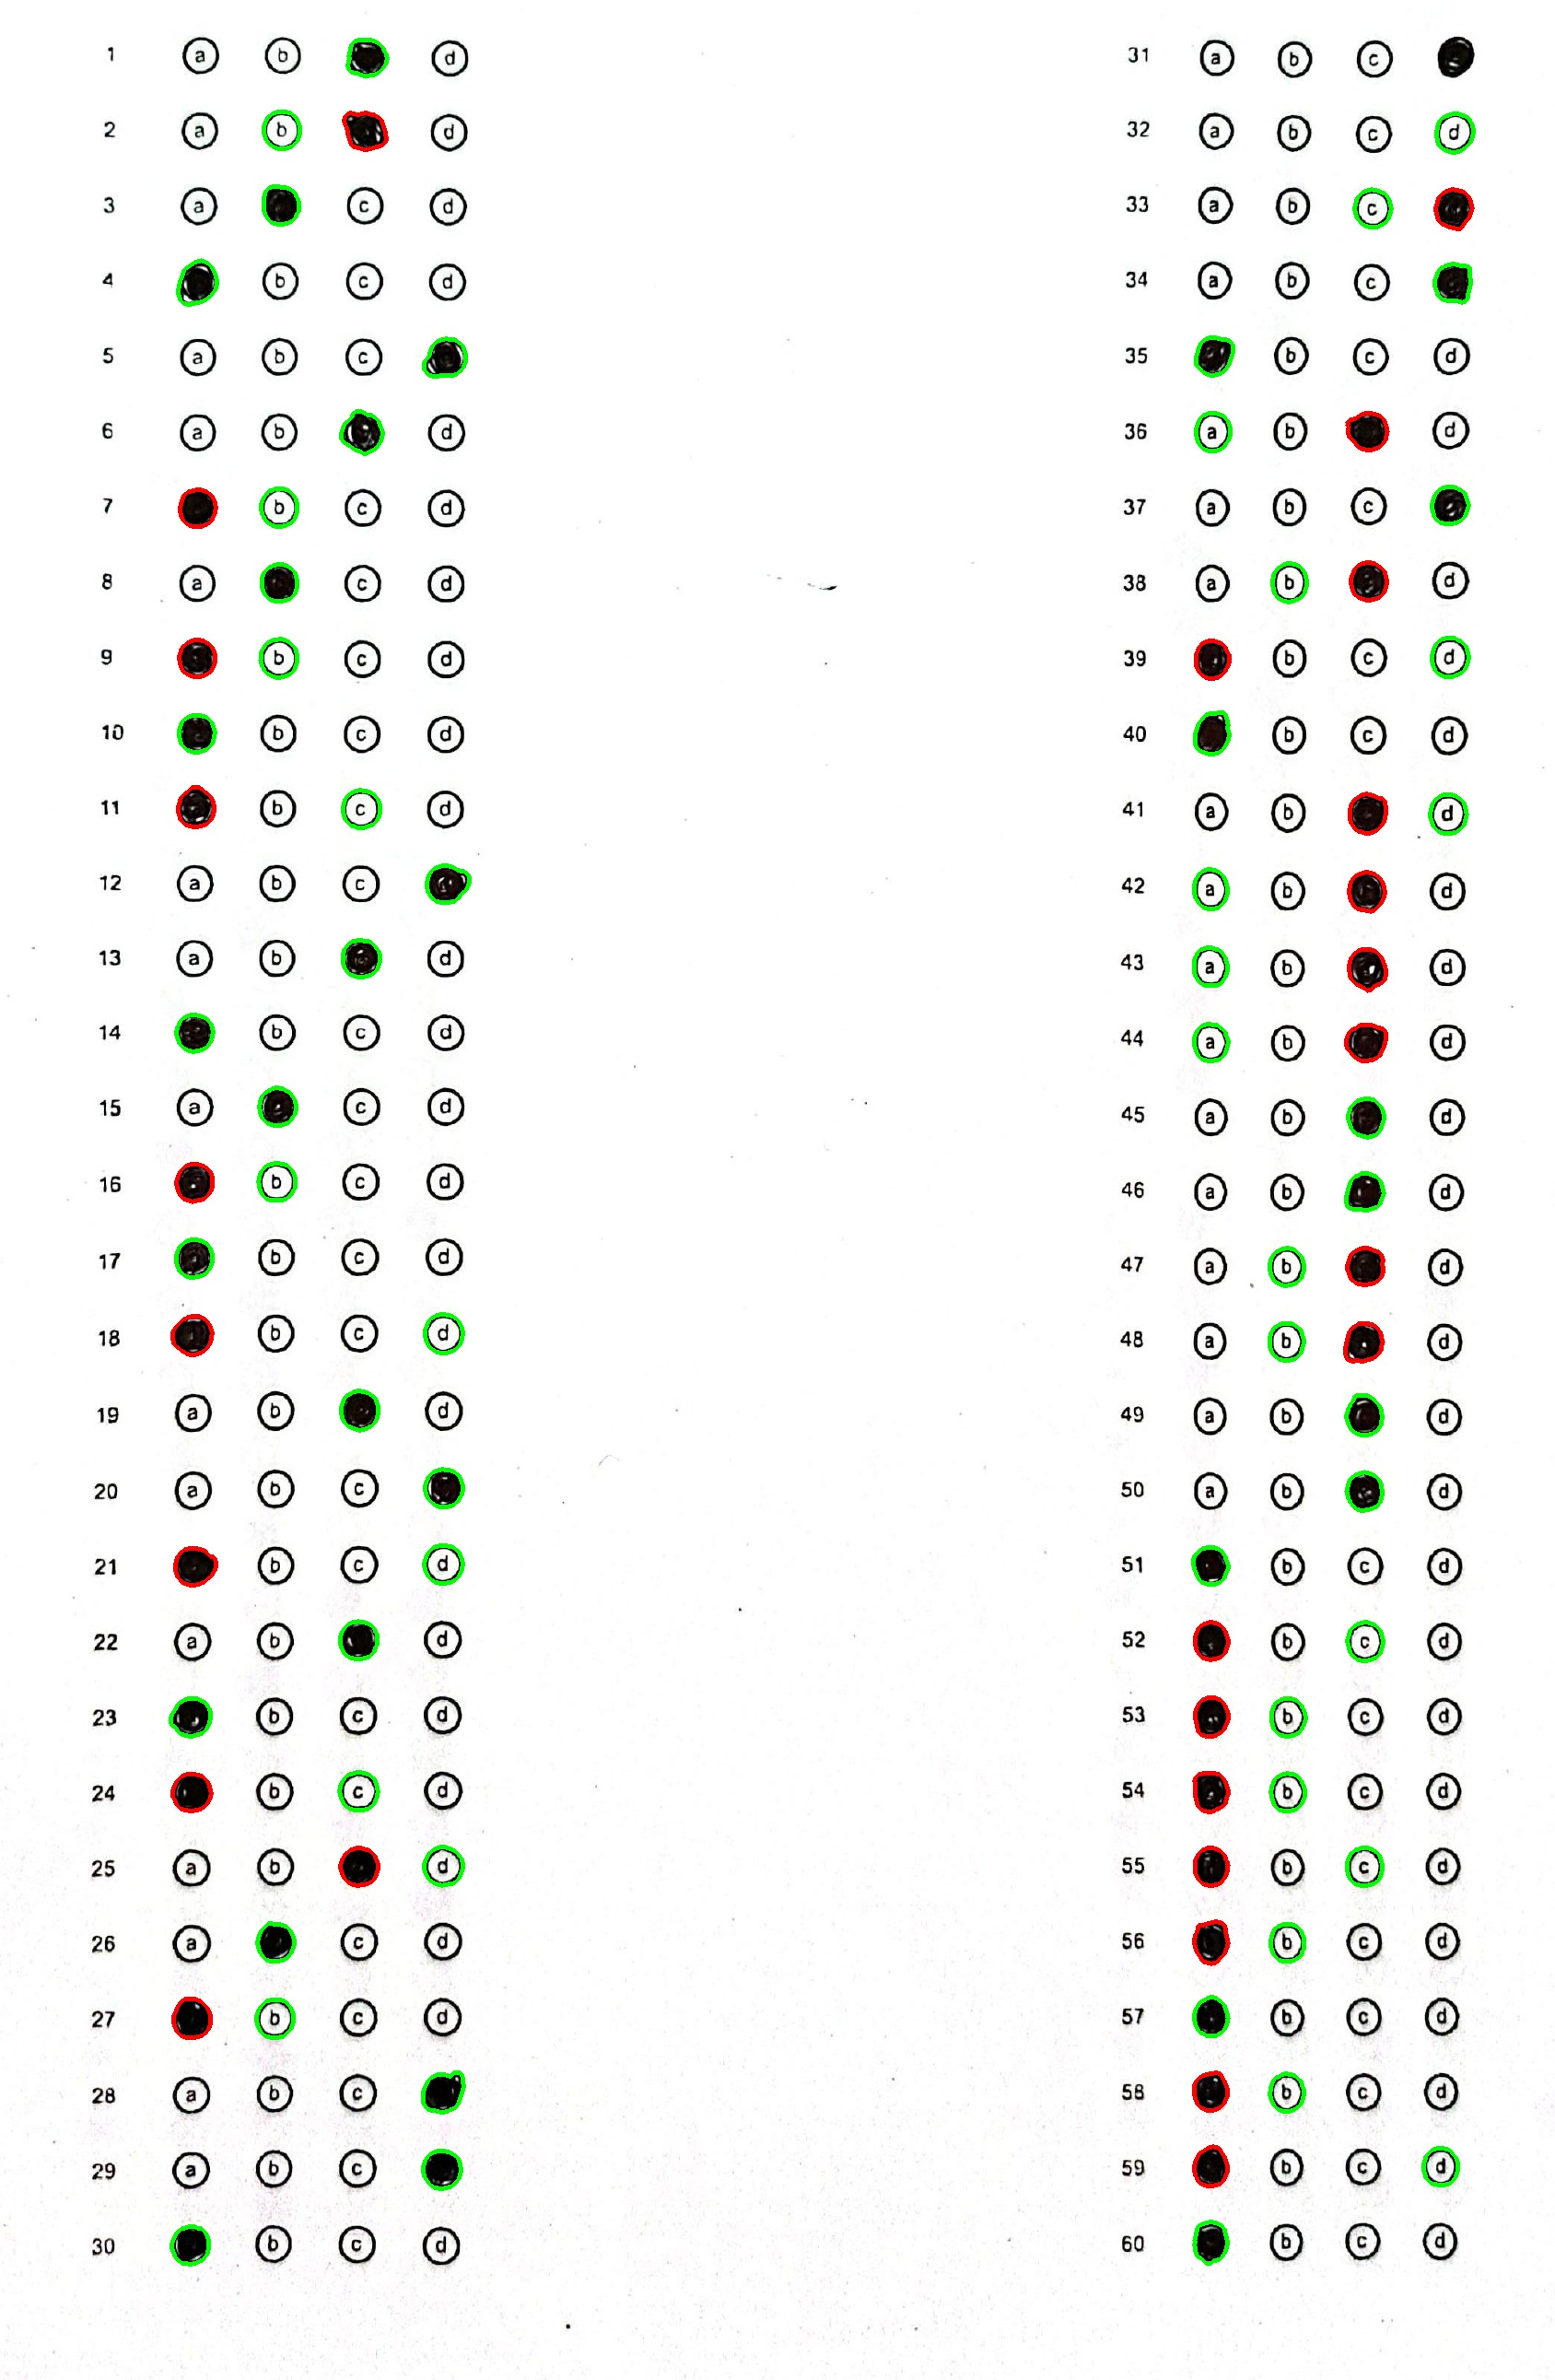 1 a b d
2 a b d
3 a c d
4 b c d
5 a b c
6 a b d
7 b c d
8 a c d
9 b c d
10 b c d
11 b c d
12 a b c
13 a b d
14 b c d
15 a c d
16 b c d
17 b c d
18 b c d
19 a b d
20 a b c
21 b c d
22 a b d
23 b c d
24 b c d
25 a b d
26 a c d
27 b c d
28 a b c
29 a b c
30 b c d
31 a b c
32 a b c d
33 a b c
34 a b c
35 b c d
36 a b d
37 a b c
38 a b d
39 b c d
40 b c d
41 a b d
42 a b d
43 a b d
44 a b d
45 a b d
46 a b d
47 a b d
48 a b d
49 a b d
50 a b d
51 b c d
52 b c d
53 b c d
54 b c d
55 b c d
56 b c d
57 b c d
58 b c d
59 b c d
60 b c d